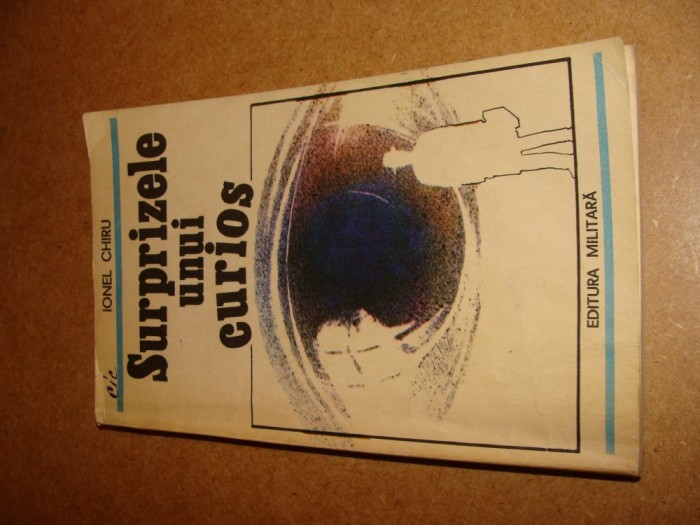 IONEL CHIRU
Surprizele
unui
curios
EDITURA MILITARĂ